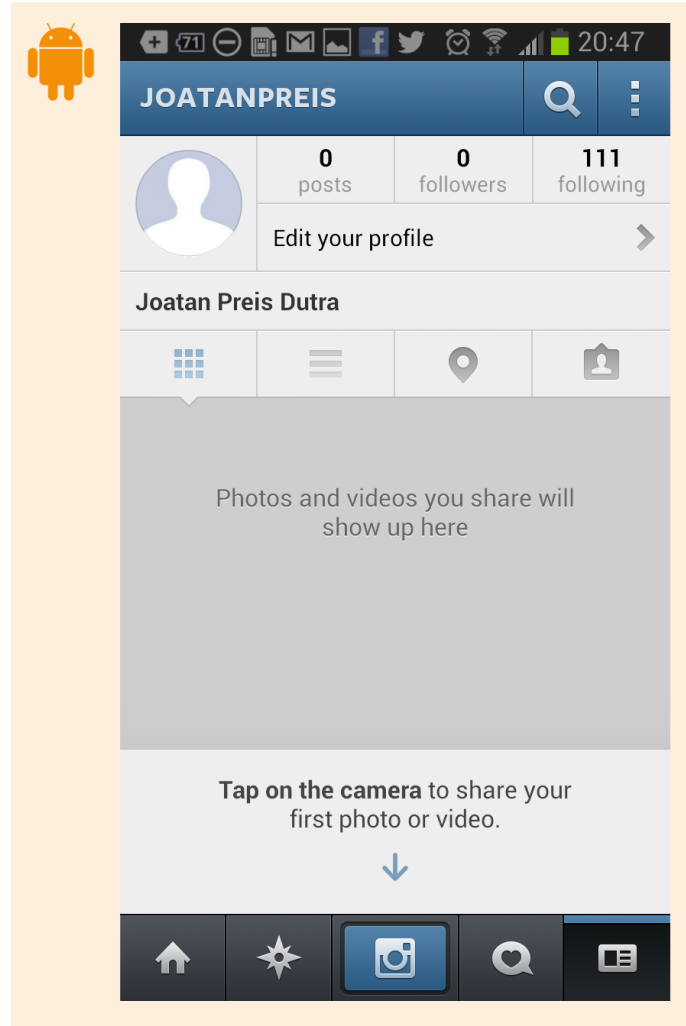 71 20:47
JOATANPREIS
0 0 111
posts followers following
Edit your profile
Joatan Preis Dutra
Photos and videos you share will
show up here
Tap on the camera to share your
first photo or video.